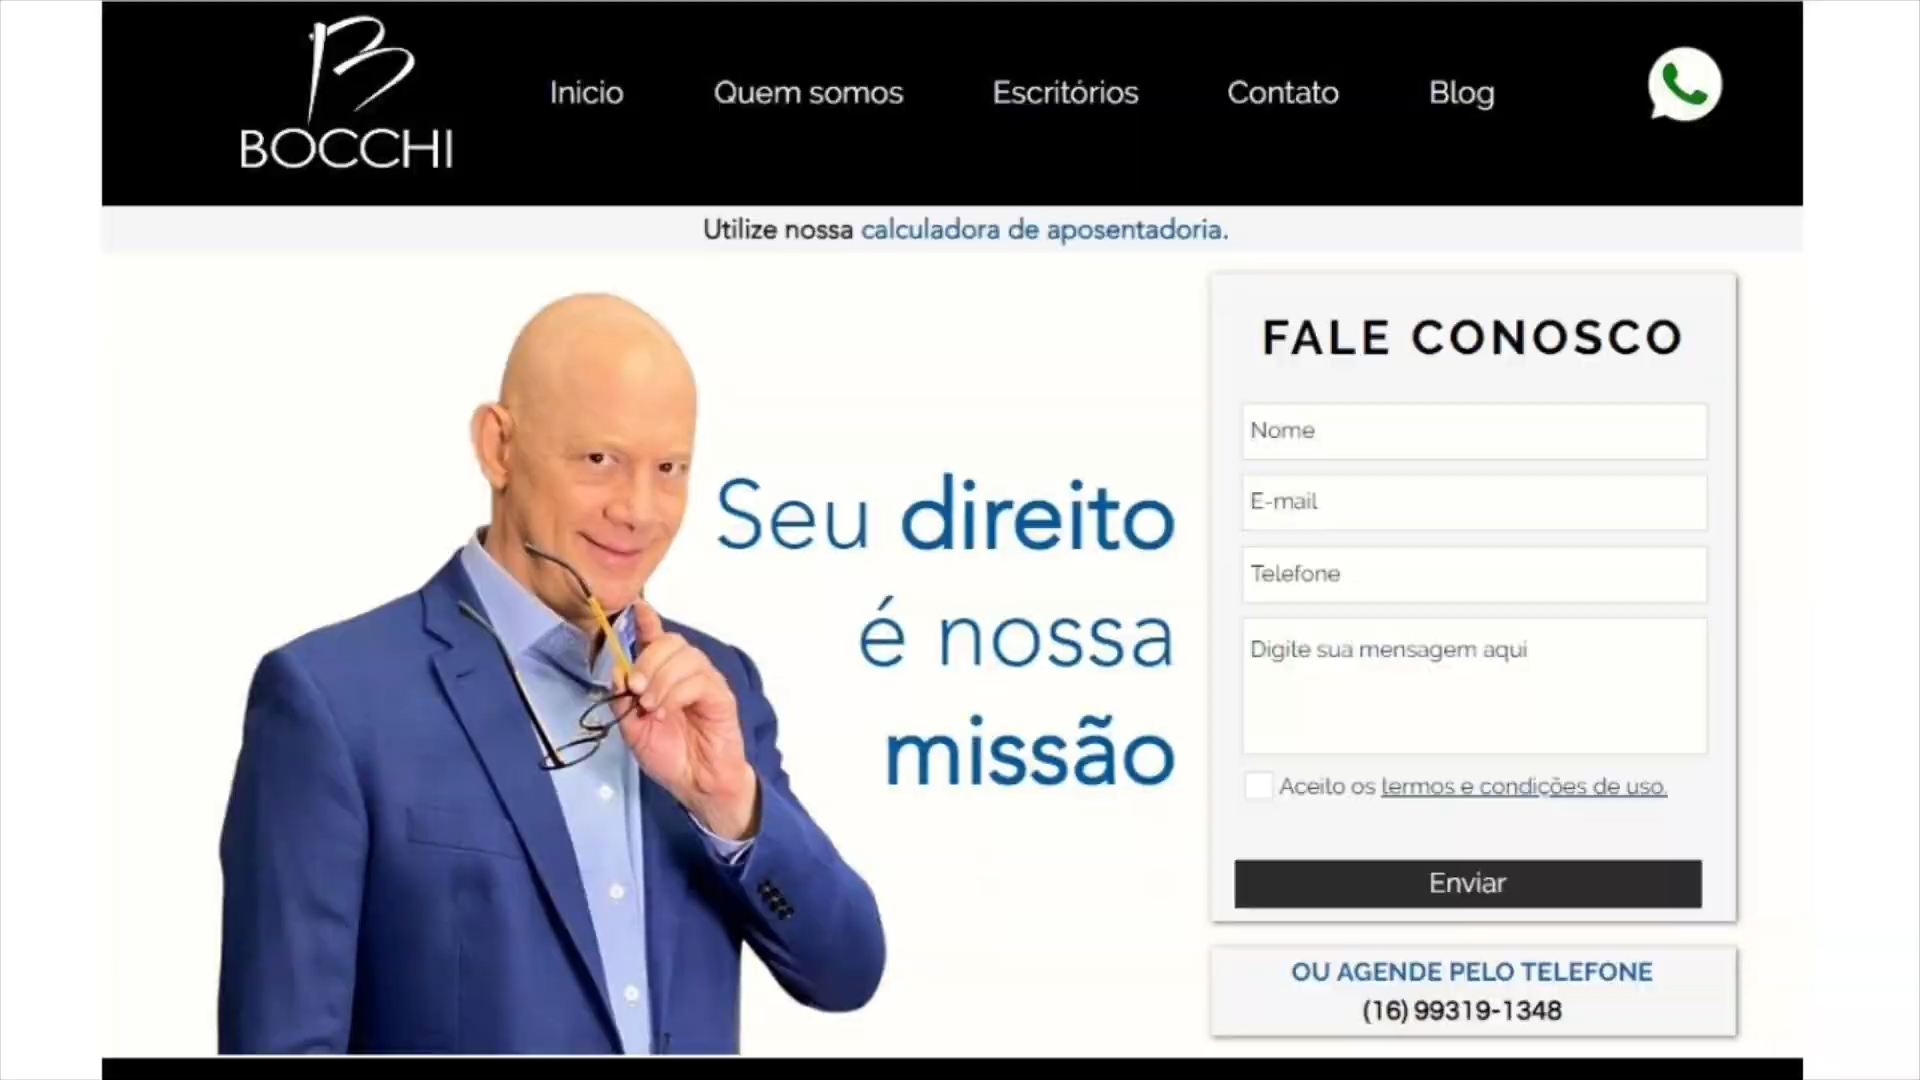 B
BOCCHI
Inicio Quem somos Escritórios Contato Blog
Utilize nossa calculadora de aposentadoria.
Seu direito
é nossa
missão
FALE CONOSCO
Nome
E-mail
Telefone
Digite sua mensagem aqui
Aceito os termos e condições de uso.
Enviar
OU AGENDE PELO TELEFONE
(16) 99319-1348